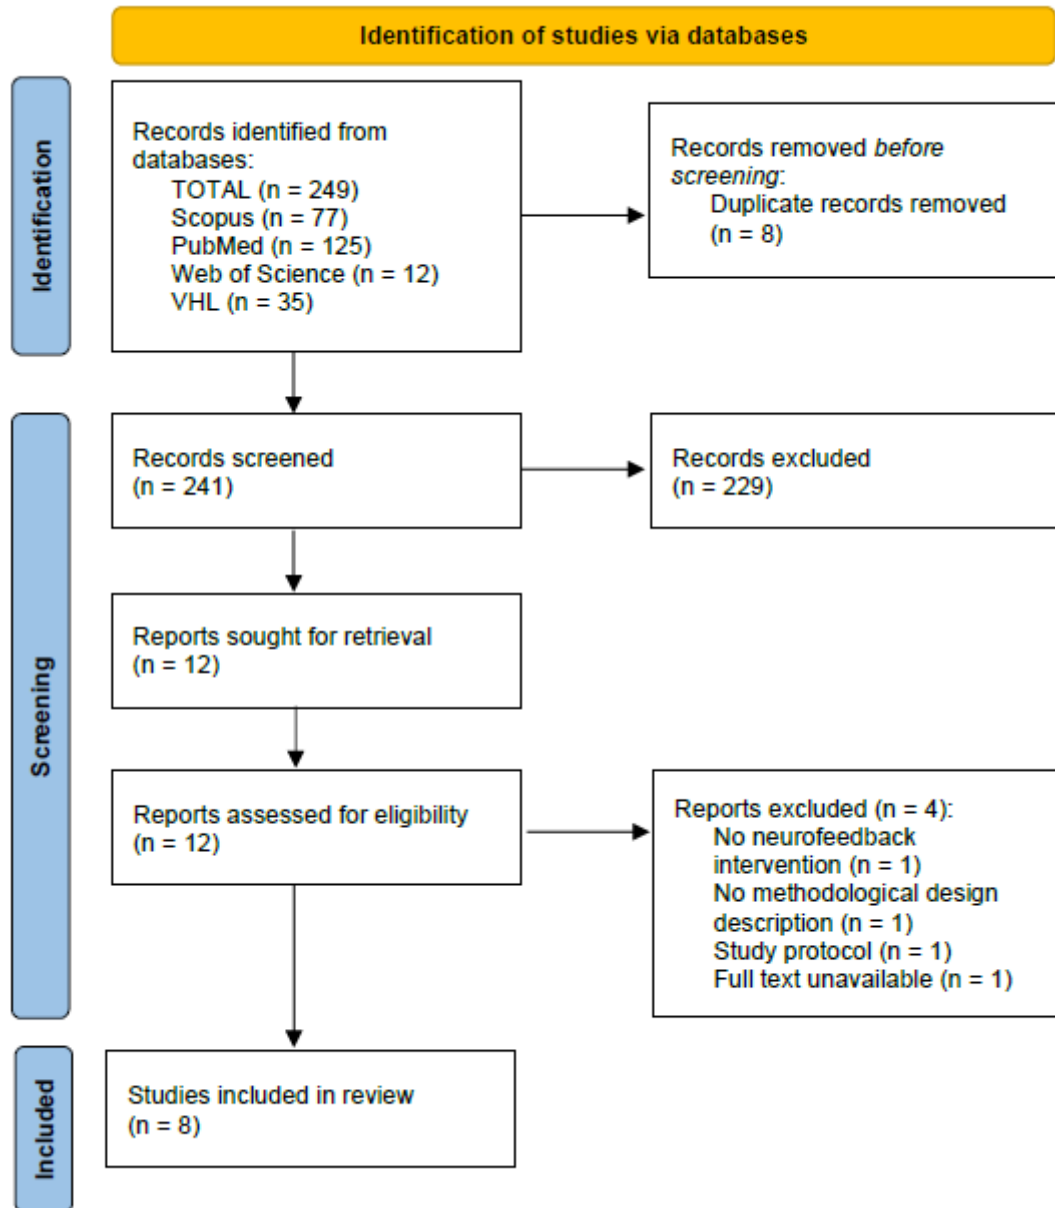 Identification of studies via databases
Identification
Records identified from
databases:
TOTAL (n = 249)
Scopus (n = 77)
PubMed (n = 125)
Web of Science (n = 12)
VHL (n = 35)
Records removed before
screening:
Duplicate records removed
(n = 8)
Screening
Records screened
(n = 241)
Records excluded
(n = 229)
Reports sought for retrieval
(n = 12)
Reports assessed for eligibility
(n = 12)
Reports excluded (n = 4):
No neurofeedback
intervention (n = 1)
No methodological design
description (n = 1)
Study protocol (n = 1)
Full text unavailable (n = 1)
Included
Studies included in review
(n = 8)